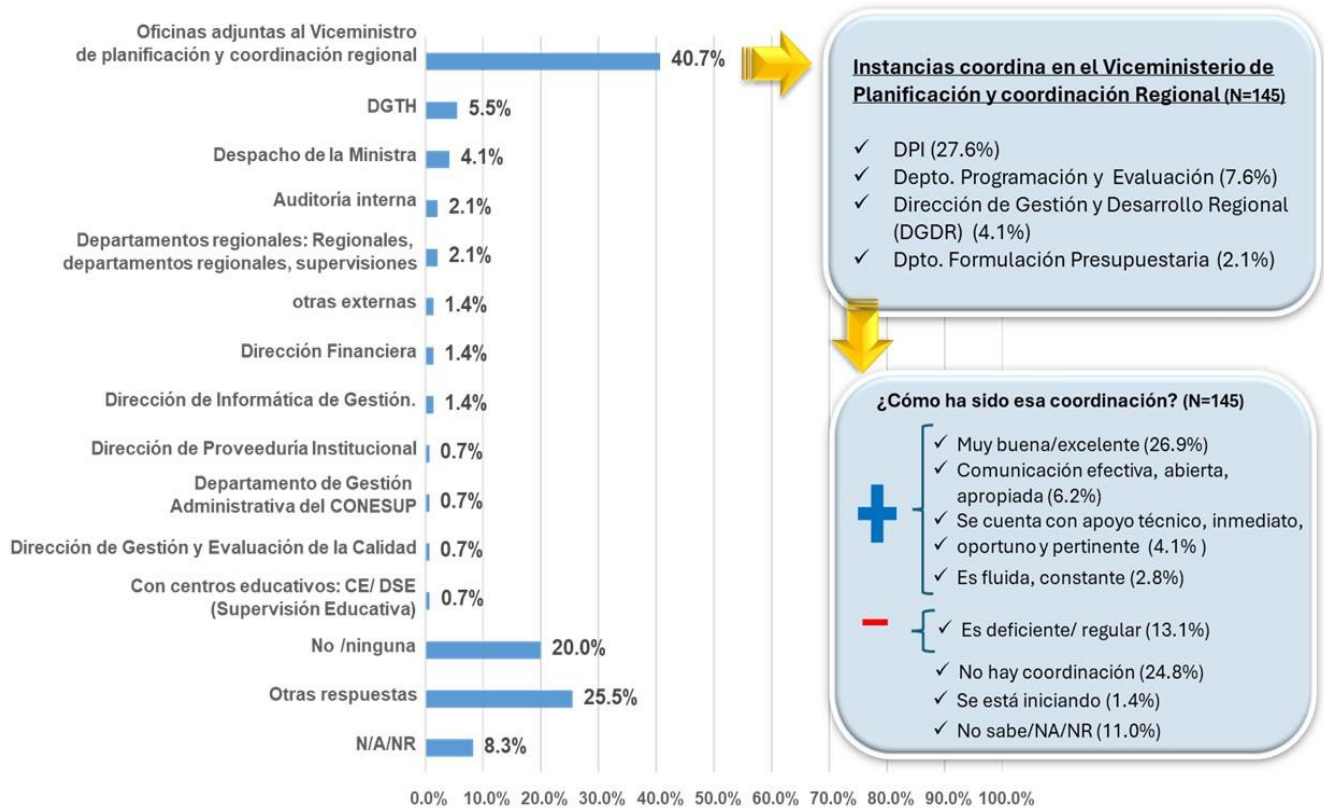 Oficinas adjuntas al Viceministro
de planificación y coordinación regional
40.7%
DGTH
5.5%
Despacho de la Ministra
4.1%
Auditoría interna
2.1%
Departamentos regionales: Regionales,
departamentos regionales, supervisiones
2.1%
otras externas
1.4%
Dirección Financiera
1.4%
Dirección de Informática de Gestión.
1.4%
Dirección de Proveeduría Institucional
0.7%
Departamento de Gestión
Administrativa del CONESUP
0.7%
Dirección de Gestión y Evaluación de la Calidad
0.7%
Con centros educativos: CE/ DSE
(Supervisión Educativa)
0.7%
No /ninguna
20.0%
Otras respuestas
25.5%
N/A/NR
8.3%
0.0% 10.0% 20.0% 30.0% 40.0% 50.0% 60.0% 70.0% 80.0% 90.0% 100.0%
Instancias coordina en el Viceministerio de
Planificación y coordinación Regional (N=145)
✓ DPI (27.6%)
✓ Depto. Programación y Evaluación (7.6%)
✓ Dirección de Gestión y Desarrollo Regional
(DGDR) (4.1%)
✓ Dpto. Formulación Presupuestaria (2.1%)
¿Cómo ha sido esa coordinación? (N=145)
✓ Muy buena/excelente (26.9%)
✓ Comunicación efectiva, abierta,
apropiada (6.2%)
✓ Se cuenta con apoyo técnico, inmediato,
✓ oportuno y pertinente (4.1% )
✓ Es fluida, constante (2.8%)
✓ Es deficiente/ regular (13.1%)
✓ No hay coordinación (24.8%)
✓ Se está iniciando (1.4%)
✓ No sabe/NA/NR (11.0%)